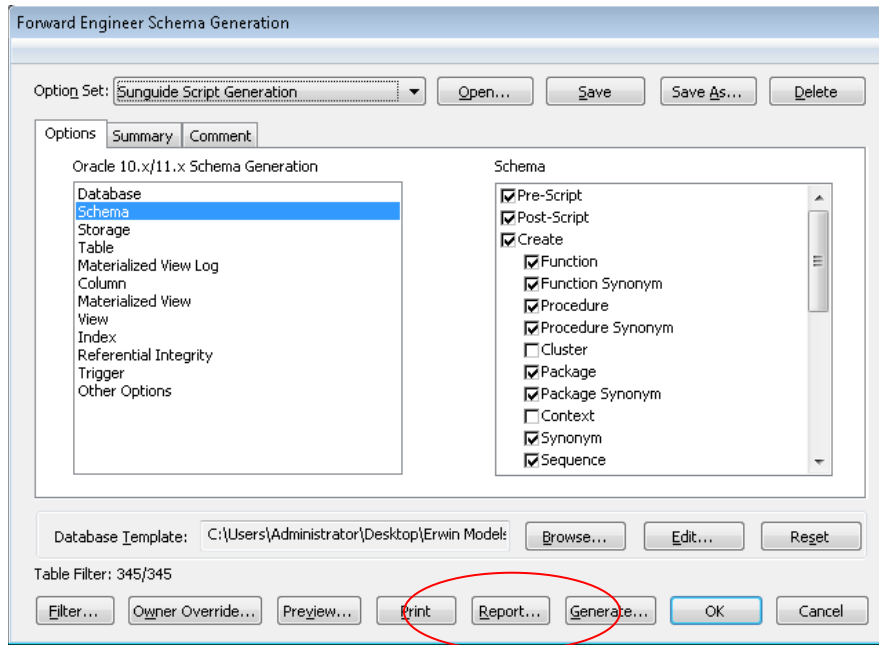 Forward Engineer Schema Generation
Option Set: Sunguide Script Generation Open... Save Save As... Delete
Options Summary Comment
Oracle 10.x/11.x Schema Generation
Database
Schema
Storage
Table
Materialized View Log
Column
Materialized View
View
Index
Referential Integrity
Trigger
Other Options
Schema
Pre-Script
Post-Script
Create
Function
Function Synonym
Procedure
Procedure Synonym
Cluster
Package
Package Synonym
Context
Synonym
Sequence
Database Template: C:\Users\Administrator\Desktop\Erwin Models Browse... Edit... Reset
Table Filter: 345/345
Filter... Owner Override... Preview... Print Report... Generate... OK Cancel